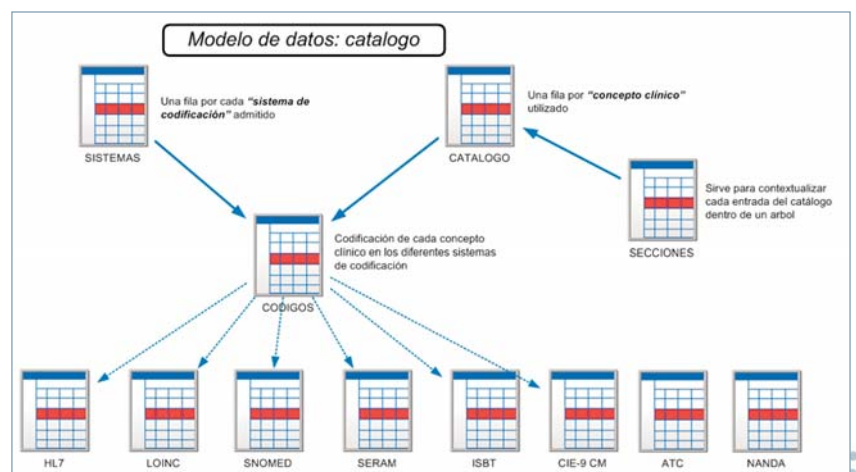 Modelo de datos: catalogo
Una fila por cada "sistema de
codificación" admitido
SISTEMAS
Una fila por "concepto clínico"
utilizado
CATALOGO
Sirve para contextualizar
cada entrada del catálogo
dentro de un arbol
SECCIONES
Codificación de cada concepto
clínico en los diferentes sistemas
de codificación
CODIGOS
HL7
LOINC
SNOMED
SERAM
ISBT
CIE-9 CM
ATC
NANDA